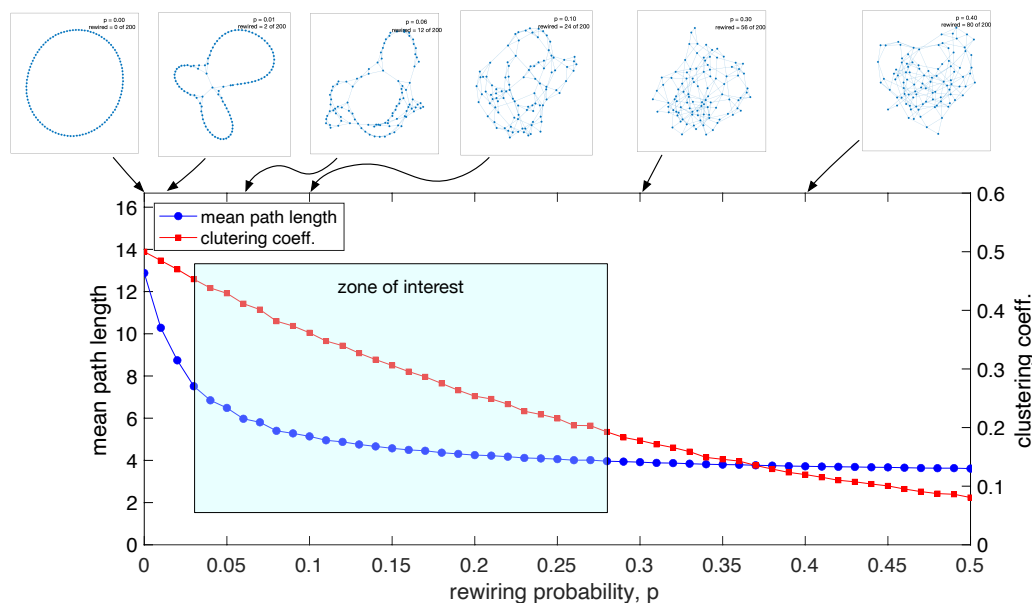 p = 0.00
rewired = 0 of 200
p = 0.01
rewired = 2 of 200
p = 0.06
rewired = 12 of 200
p = 0.10
rewired = 24 of 200
p = 0.30
rewired = 56 of 200
p = 0.40
rewired = 80 of 200
mean path length
clutering coeff.
zone of interest
mean path length
16
14
12
10
8
6
4
2
0
clustering coeff.
0.6
0.5
0.4
0.3
0.2
0.1
0
0 0.05 0.1 0.15 0.2 0.25 0.3 0.35 0.4 0.45 0.5
rewiring probability, p